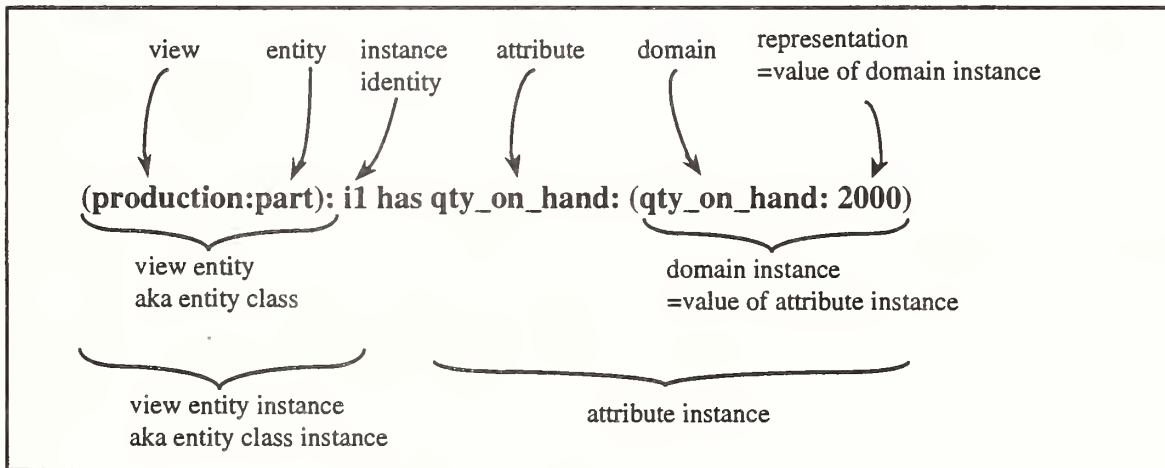 view entity instance attribute domain representation
identity =value of domain instance
(production:part): i1 has qty_on_hand: (qty_on_hand: 2000)
view entity domain instance
aka entity class =value of attribute instance
view entity instance attribute instance
aka entity class instance